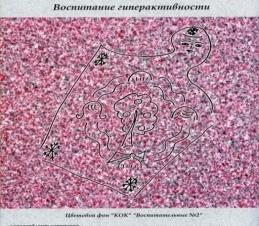 Воспитание гиперактивности
Цветовой фон "КОК" "Воспитательные №2"